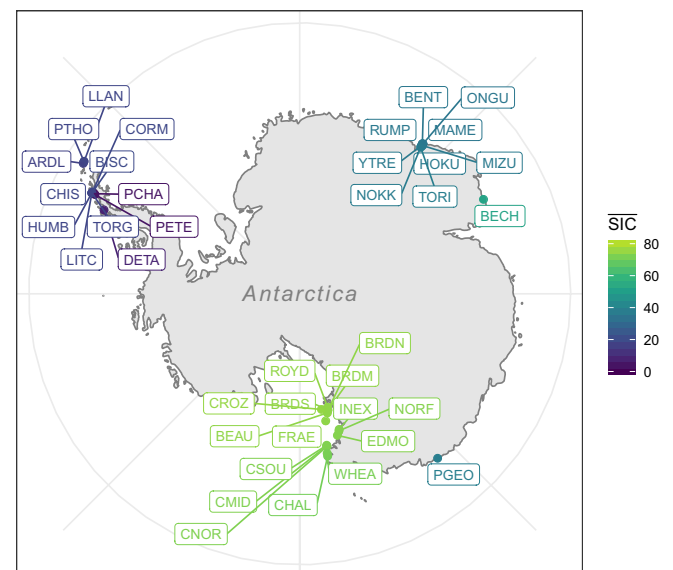 LLAN
BENT
ONGU
PTHO
CORM
RUMP
MAME
ARDL
BISC
YTRE
HOKU
MIZU
CHIS
PCHA
NOKK
TORI
BECH
HUMB
TORG
PETE
LITC
DETA
Antarctica
BRDN
ROYD
BRDM
CROZ
BRDS
INEX
NORF
BEAU
FRAE
EDMO
CSOU
WHEA
PGEO
CMID
CHAL
CNOR
SIC
80
60
40
20
0